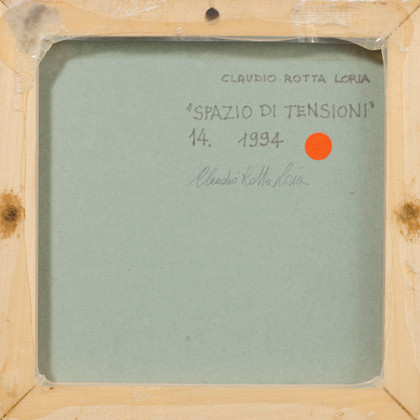 CLAUDIO ROTTA LORIA
"SPAZIO DI TENSIONI"
14. 1994
Claudio Rotta Loria